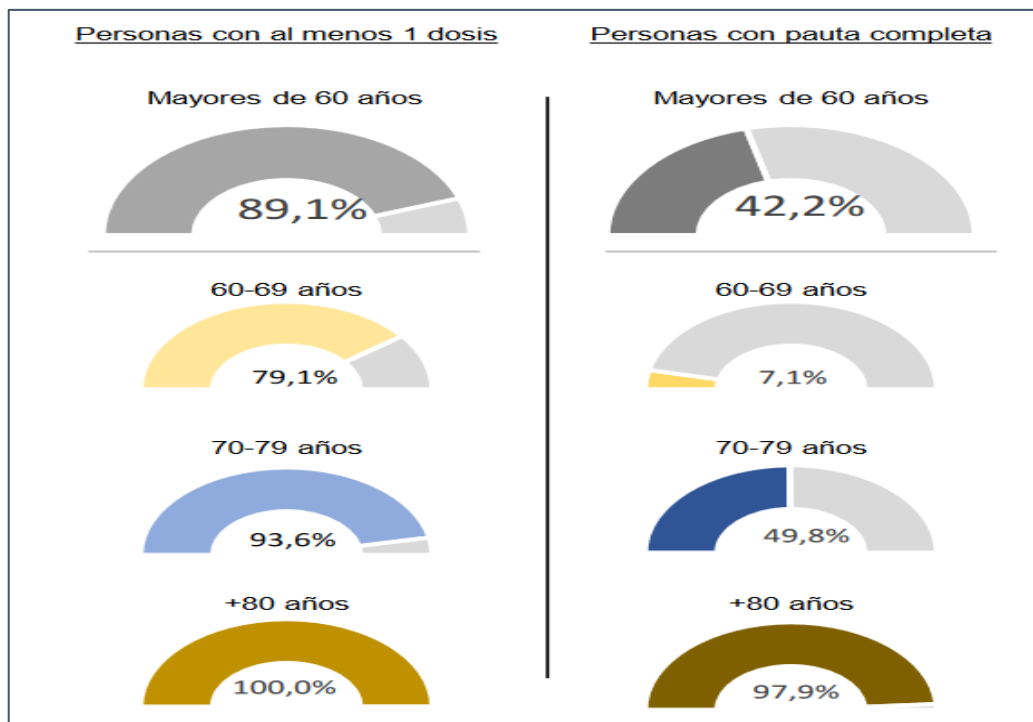 Personas con al menos 1 dosis
Mayores de 60 años
89,1%
60-69 años
79,1%
70-79 años
93,6%
+80 años
100,0%
Personas con pauta completa
Mayores de 60 años
42,2%
60-69 años
7,1%
70-79 años
49,8%
+80 años
97,9%